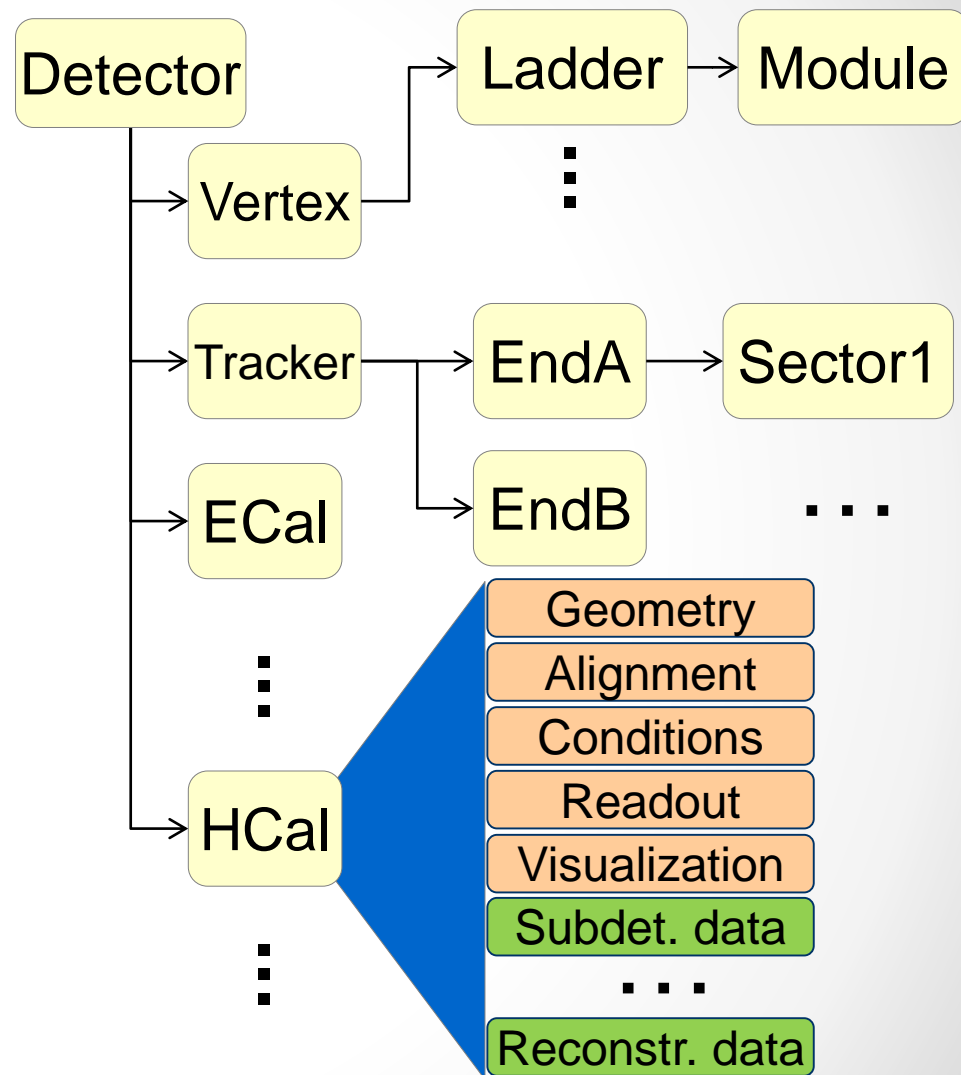 Detector
Ladder
Module
Vertex
Tracker
EndA
Sector1
ECal
EndB
HCal
Geometry
Alignment
Conditions
Readout
Visualization
Subdet. data
Reconstr. data